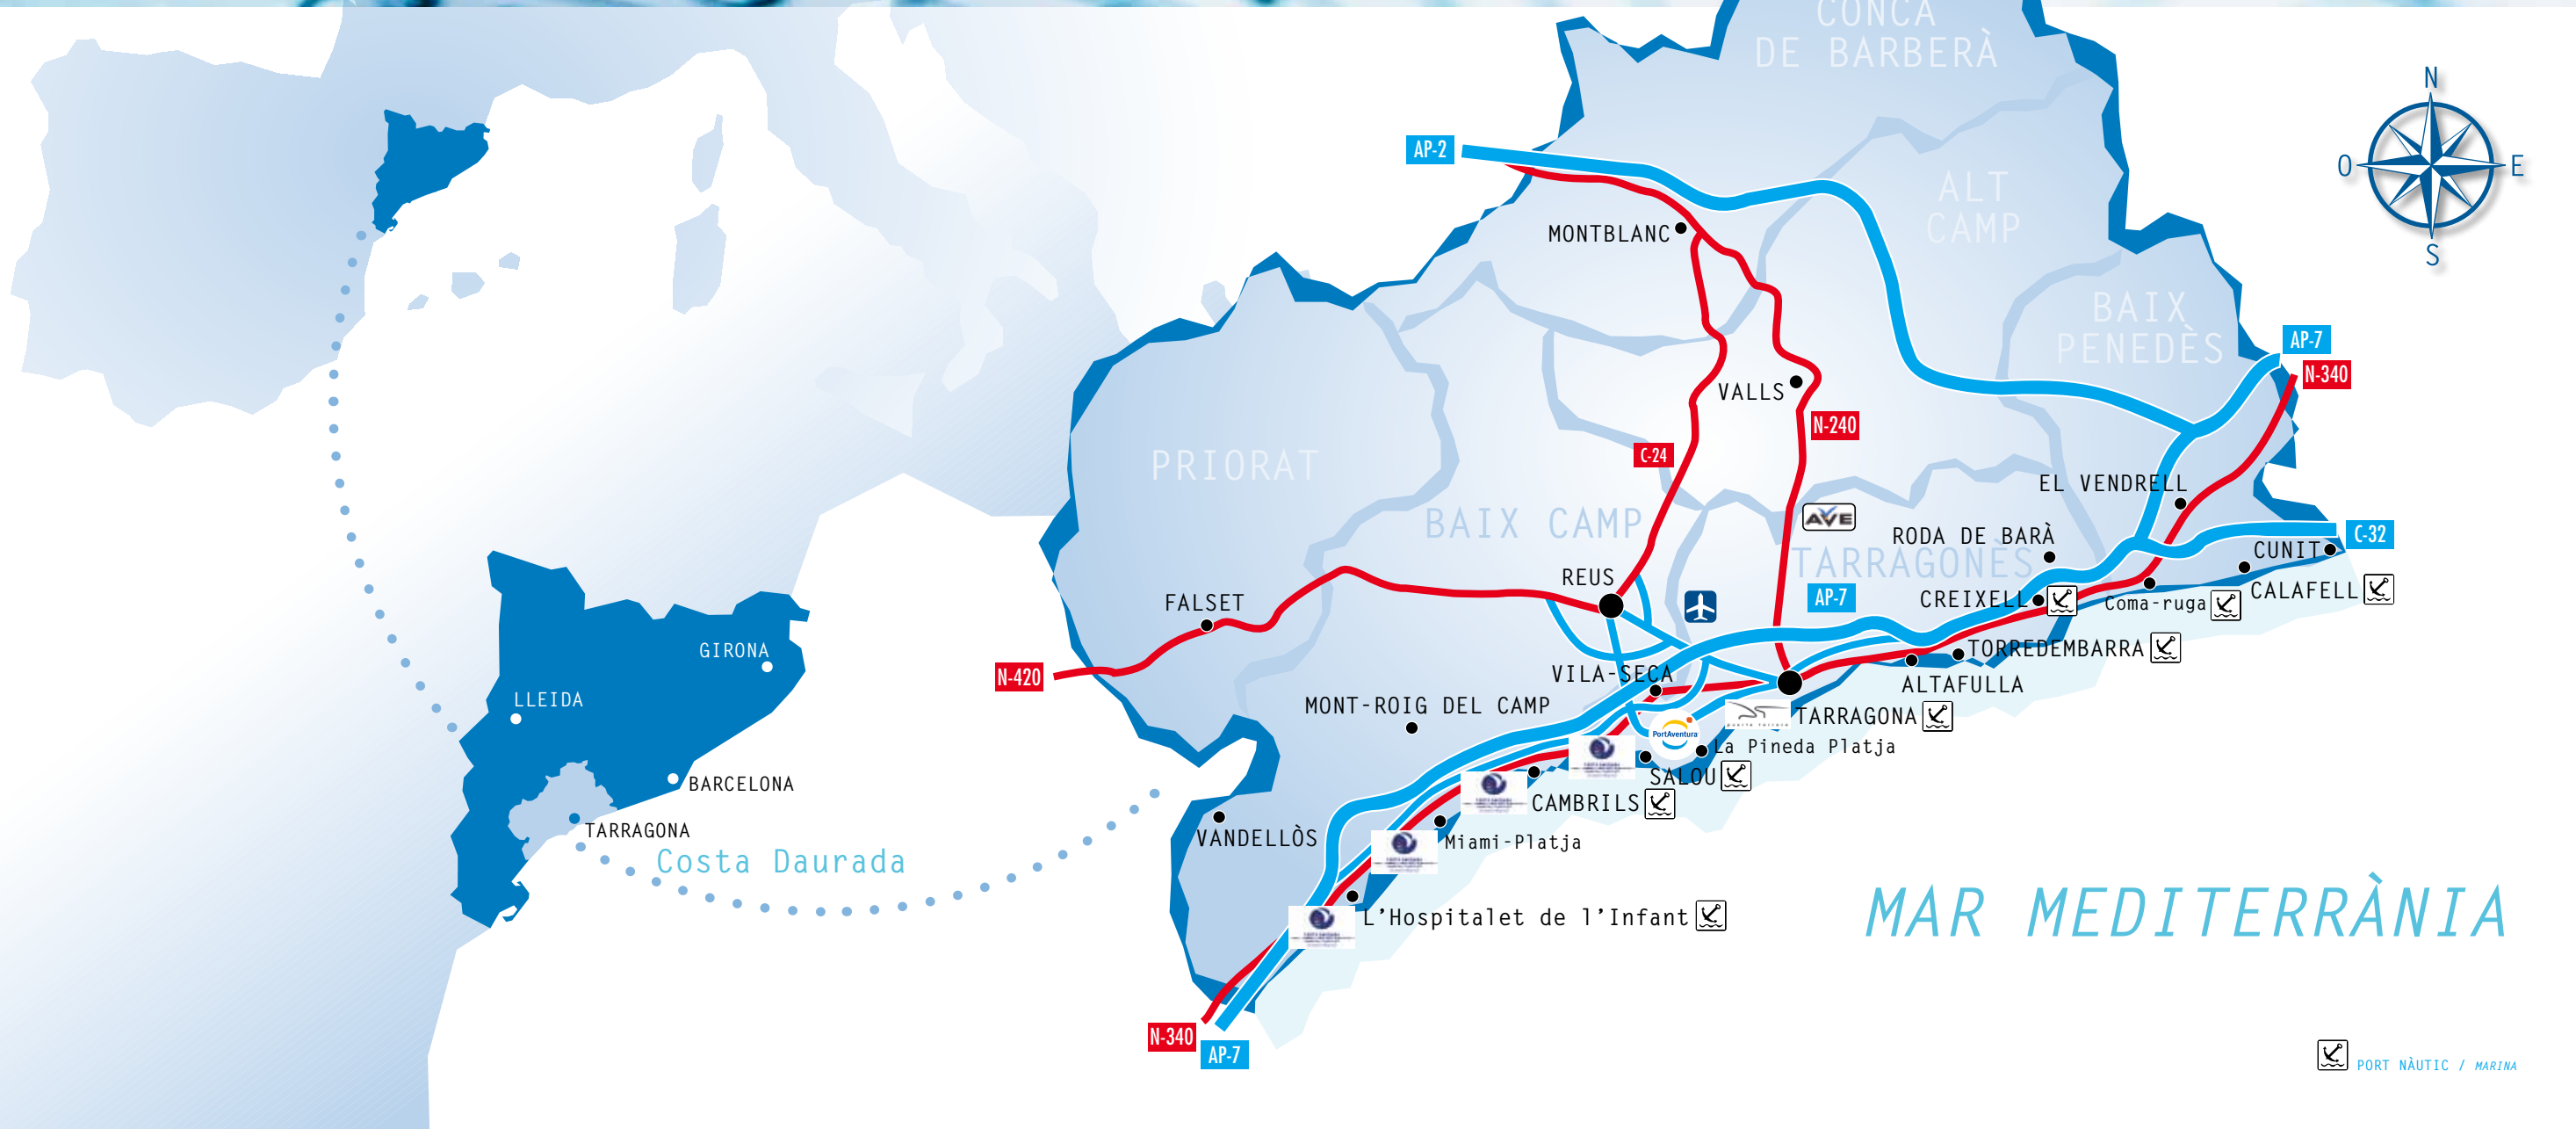 CONCA
DE BARBERÀ
N
O
E
S
AP-2
ALT
CAMP
MONTBLANC
BAIX
PENEDÈS
AP-7
N-340
VALLS
N-240
C-24
PRIORAT
EL VENDRELL
BAIX CAMP
AVE
RODA DE BARÀ
C-32
TARRAGONÈS
CUNIT
REUS
CALAFELL
FALSET
AP-7
CREIXELL
Coma-ruga
GIRONA
TORREDEMBARRA
N-420
VILA-SECA
ALTAFULLA
LLEIDA
MONT-ROIG DEL CAMP
TARRAGONA
PortAventura
La Pineda Platja
BARCELONA
SALOU
CAMBRILS
TARRAGONA
VANDELLÒS
Miami-Platja
Costa Daurada
L'Hospitalet de l'Infant
MAR MEDITERRÀNIA
N-340
AP-7
PORT NÀUTIC / MARINA